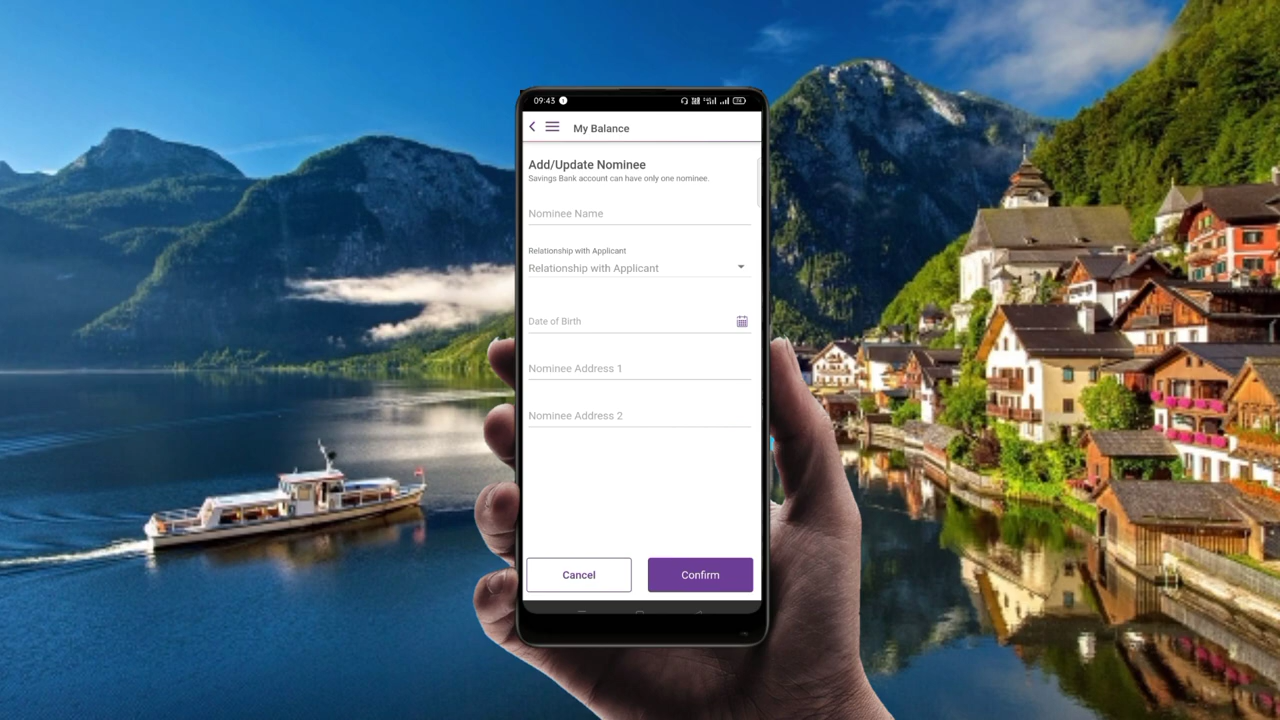 09:43
My Balance
Add/Update Nominee
Savings Bank account can have only one nominee.
Nominee Name
Relationship with Applicant
Relationship with Applicant
Date of Birth
Nominee Address 1
Nominee Address 2
Cancel
Confirm